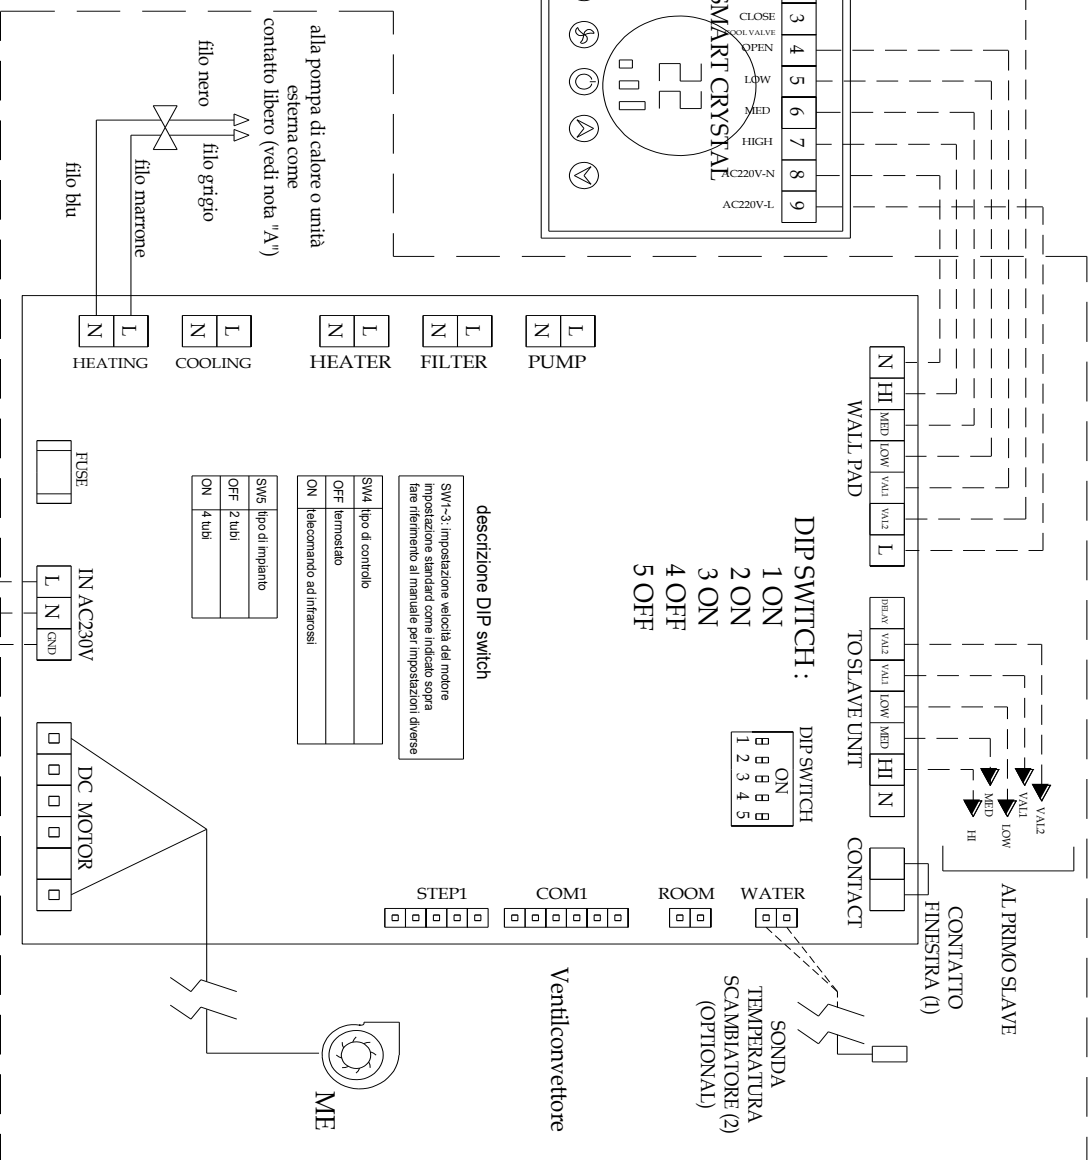 CLOSE
3
COOL VALVE
OPEN
4
LOW
5
MED
6
HIGH
7
AC220V-N
8
AC220V-L
9
SMART CRYSTAL
alla pompa di calore o unità
esterna come
contatto libero (vedi nota "A")
filo nero
filo grigio
filo blu
filo marrone
N L
HEATING
N L
COOLING
N L
HEATER
N L
FILTER
N L
PUMP
N
HI
MED
LOW
VAL1
VAL2
L
WALL PAD
FUSE
descrizione DIP switch
SW1~3: impostazione velocità del motore
impostazione standard come indicato sopra
fare riferimento al manuale per impostazioni diverse
SW4 tipo di controllo
OFF termostato
ON telecomando ad infrarossi
SW5 tipo di impianto
OFF 2 tubi
ON 4 tubi
DIP SWITCH :
1 ON
2 ON
3 ON
4 OFF
5 OFF
DELAY
VAL2
VAL1
LOW
MED
HI
N
TO SLAVE UNIT
VAL2
VAL1
LOW
MED
HI
AL PRIMO SLAVE
DIP SWITCH
ON
1 2 3 4 5
IN AC230V
L
N
GND
DC MOTOR
CONTACT
CONTATTO
FINESTRA (1)
STEP1
COM1
ROOM
WATER
SONDA
TEMPERATURA
SCAMBIATORE (2)
(OPTIONAL)
Ventilconvettore
ME